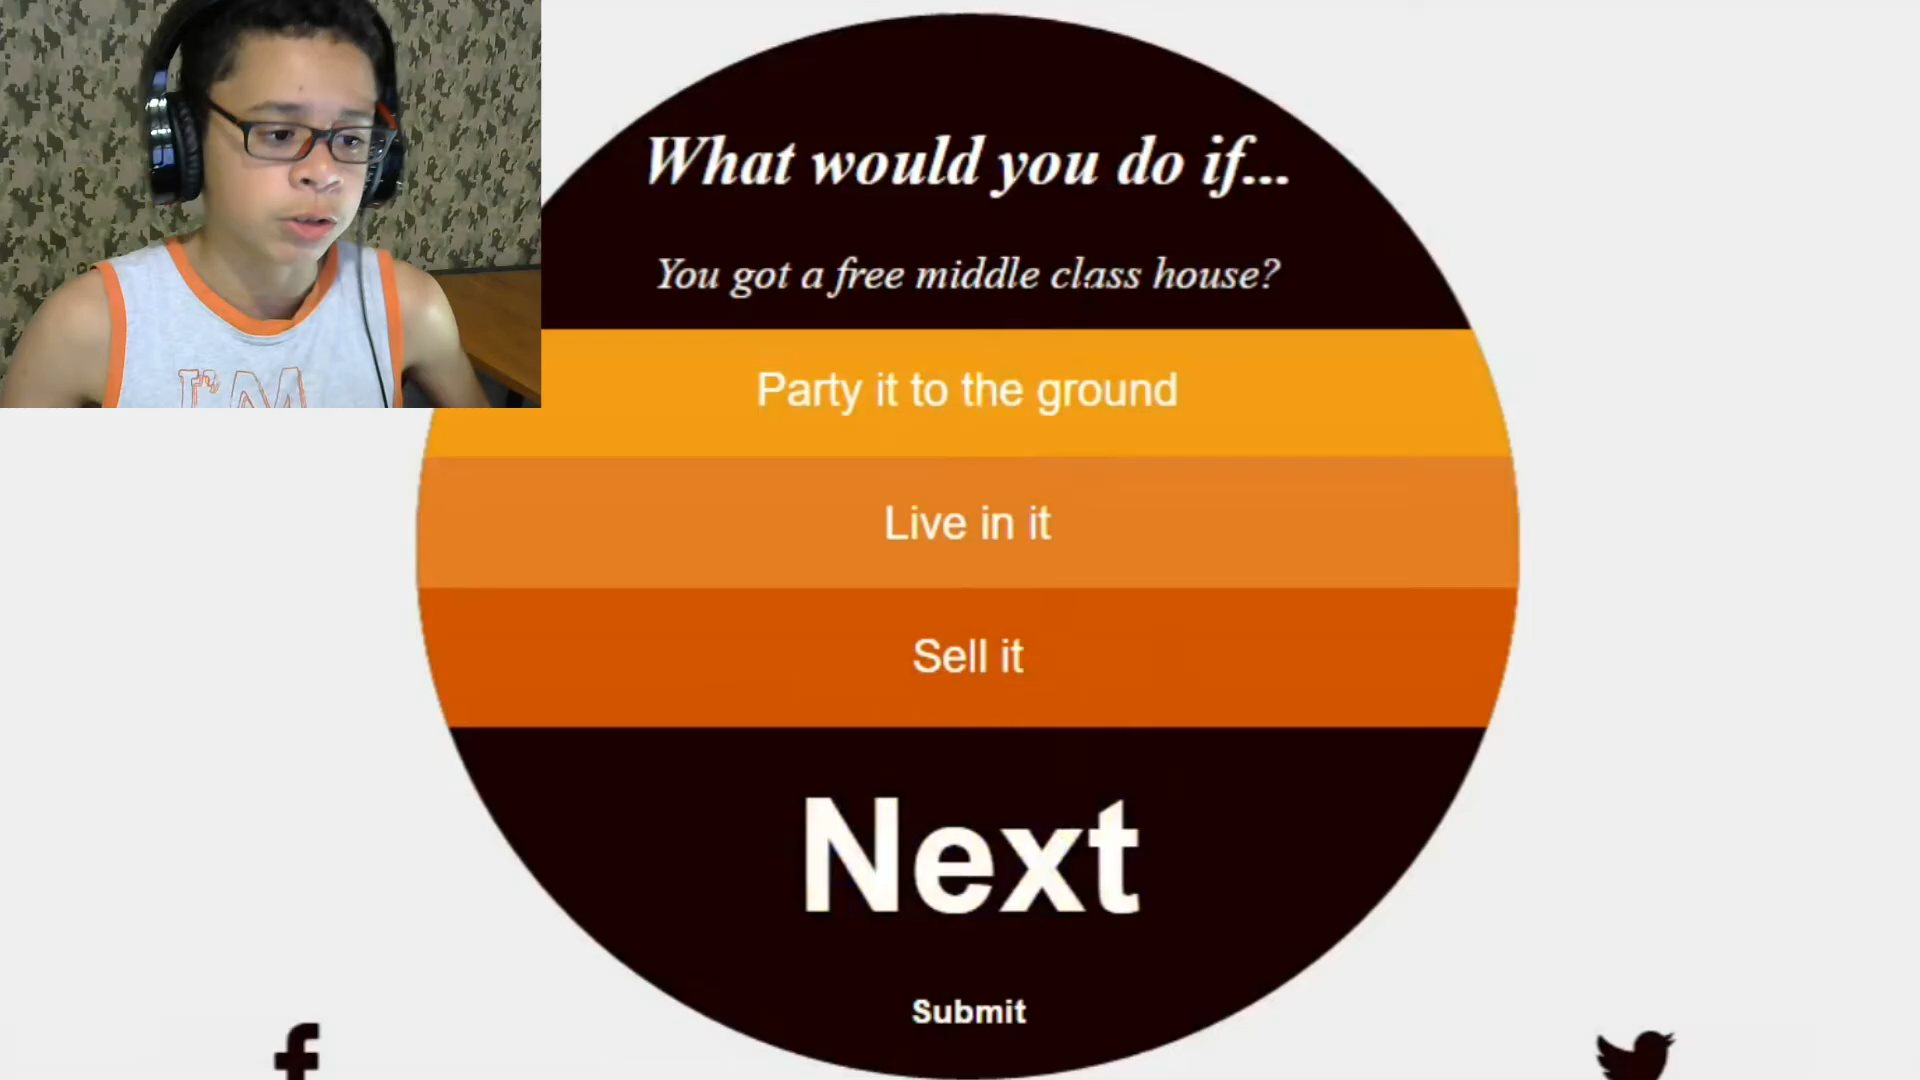 What would you do if...
You got a free middle class house?
Party it to the ground
Live in it
Sell it
Next
Submit
I'M